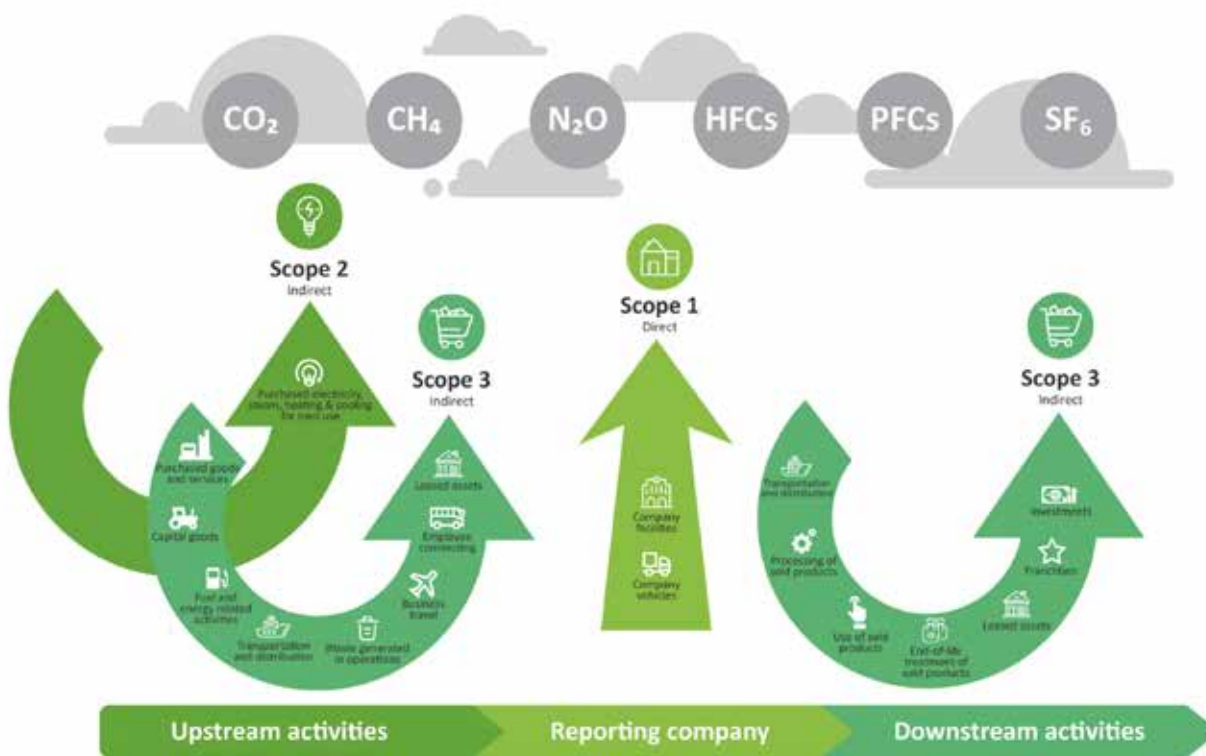 CO₂
CH₄
N₂O
HFCs
PFCs
SF₆
Scope 2
Indirect
Purchased electricity,
steam, heating & cooling
for own use
Scope 3
Indirect
Purchased goods
and services
Capital goods
Fuel and
energy related
activities
Transportation
and distribution
Waste generated
in operations
Business
travel
Employee
commuting
Leased assets
Scope 1
Direct
Company
facilities
Company
vehicles
Scope 3
Indirect
Transportation
and distribution
Processing of
sold products
Use of sold
products
End-of-life
treatment of
sold products
Leased assets
Franchises
Investments
Upstream activities
Reporting company
Downstream activities